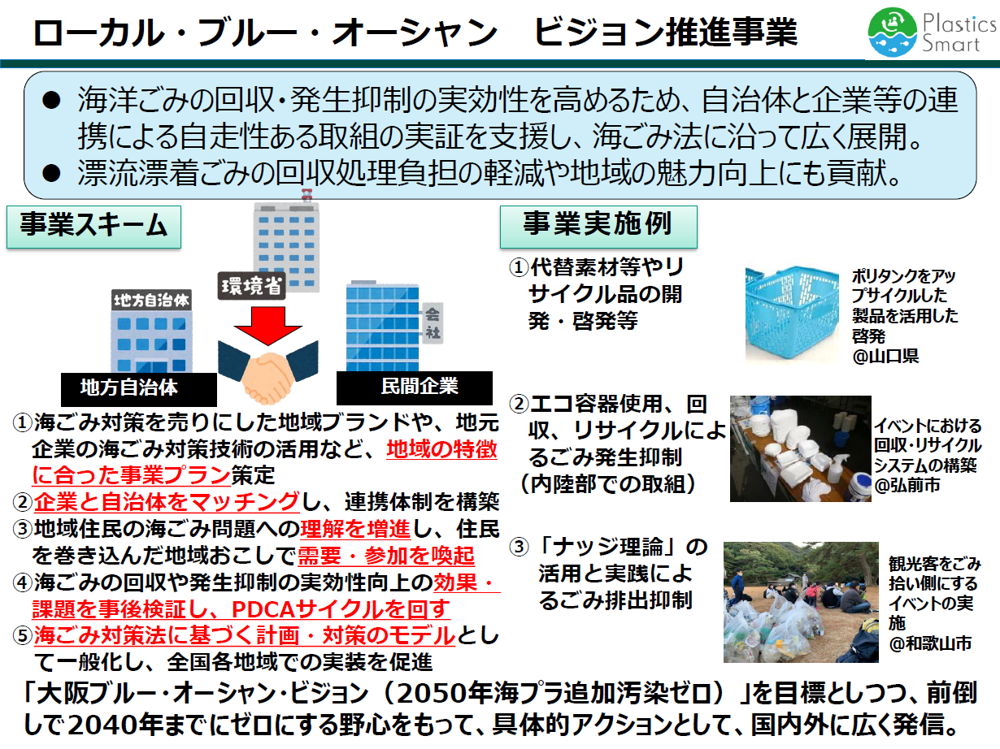 ローカル・ブルー・オーシャン　ビジョン推進事業
Plastics
Smart
● 海洋ごみの回収・発生抑制の実効性を高めるため、自治体と企業等の連
携による自走性ある取組の実証を支援し、海ごみ法に沿って広く展開。
● 漂流漂着ごみの回収処理負担の軽減や地域の魅力向上にも貢献。
事業スキーム
環境省
地方自治体
会社
地方自治体
民間企業
①海ごみ対策を売りにした地域ブランドや、地元
企業の海ごみ対策技術の活用など、地域の特徴
に合った事業プラン策定
②企業と自治体をマッチングし、連携体制を構築
③地域住民の海ごみ問題への理解を増進し、住民
を巻き込んだ地域おこしで需要・参加を喚起
④海ごみの回収や発生抑制の実効性向上の効果・
課題を事後検証し、PDCAサイクルを回す
⑤海ごみ対策法に基づく計画・対策のモデルとし
て一般化し、全国各地域での実装を促進
事業実施例
①代替素材等やリ
サイクル品の開
発・啓発等
ポリタンクをアッ
プサイクルした
製品を活用した
啓発
@山口県
②エコ容器使用、回
収、リサイクルによ
るごみ発生抑制
（内陸部での取組）
イベントにおける
回収・リサイクル
システムの構築
@弘前市
③「ナッジ理論」の
活用と実践によ
るごみ排出抑制
観光客をごみ
拾い側にする
イベントの実
施
@和歌山市
「大阪ブルー・オーシャン・ビジョン（2050年海プラ追加汚染ゼロ）」を目標としつつ、前倒
しで2040年までにゼロにする野心をもって、具体的アクションとして、国内外に広く発信。